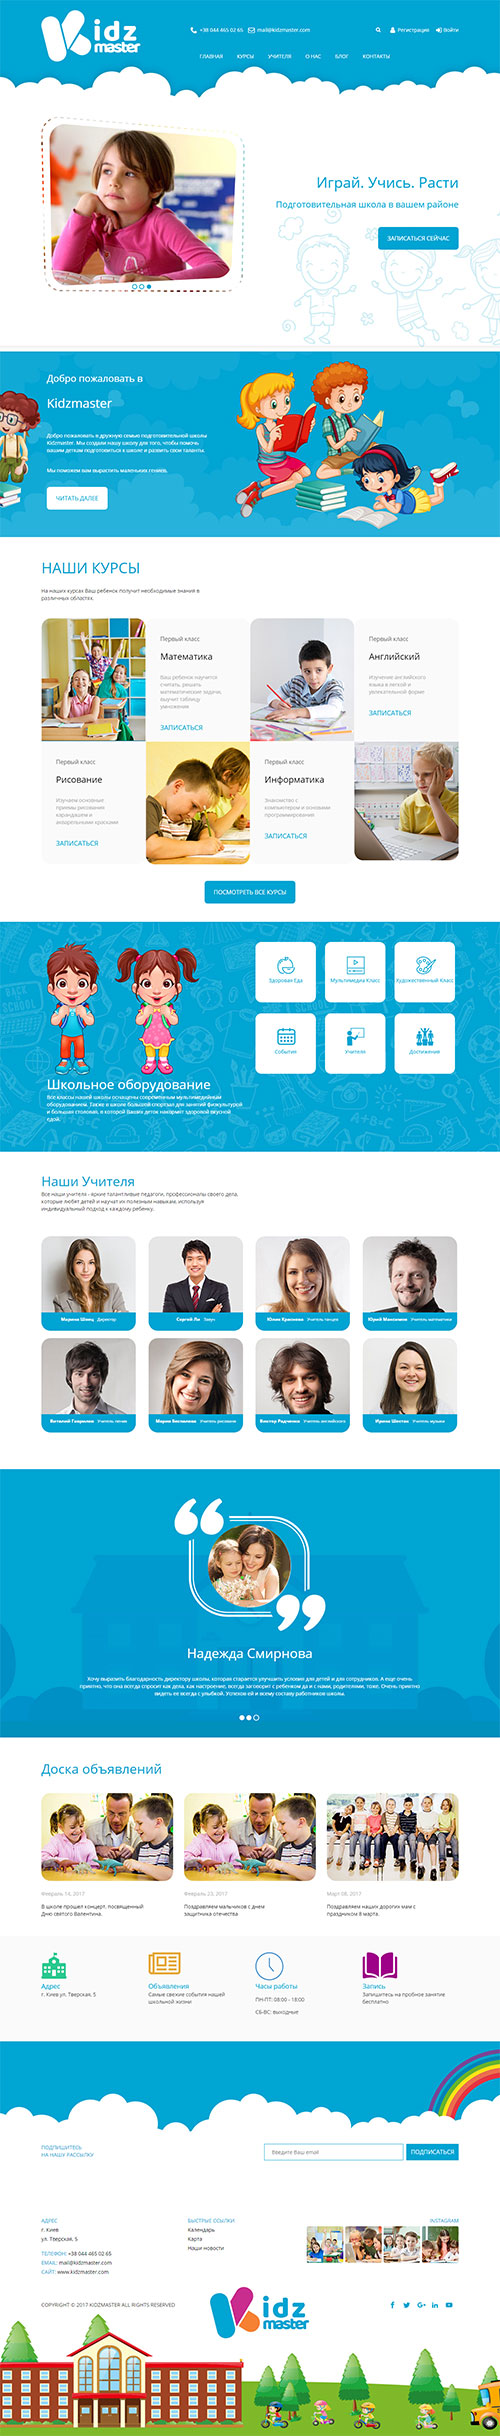 Kidz
master
+38 044 465 02 65 mail@kidzmaster.com Регистрация Войти
ГЛАВНАЯ КУРСЫ УЧИТЕЛЯ О НАС БЛОГ КОНТАКТЫ
Играй. Учись. Расти
Подготовительная школа в вашем районе
ЗАПИСАТЬСЯ СЕЙЧАС
Добро пожаловать в
Kidzmaster
Добро пожаловать в дружную семью подготовительной школы
Kidzmaster. Мы создали нашу школу для того, чтобы помочь
вашим деткам подготовиться к школе и развить свои таланты.
Мы поможем вам вырастить маленьких гениев.
ЧИТАТЬ ДАЛЕЕ
НАШИ КУРСЫ
На наших курсах Ваш ребенок получит необходимые знания в
различных областях.
Первый класс
Математика
Ваш ребенок научится
считать, решать
математические задачи,
выучит таблицу
умножения
ЗАПИСАТЬСЯ
Первый класс
Английский
Изучение английского
языка в легкой и
увлекательной форме
ЗАПИСАТЬСЯ
Первый класс
Рисование
Изучаем основные
приемы рисования
карандашем и
акварельными красками
ЗАПИСАТЬСЯ
Первый класс
Информатика
Знакомство с
компьютером и основами
программирования
ЗАПИСАТЬСЯ
ПОСМОТРЕТЬ ВСЕ КУРСЫ
Здоровая Еда
Мультимедиа Класс
Художественный Класс
События
Учителя
Достижения
Школьное оборудование
Все классы нашей школы оснащены современным мультимедийным
оборудованием. Также в школе большой спортзал для занятий физкультурой
и большая столовая, в которой Ваших деток накормят здоровой вкусной
едой.
Наши Учителя
Все наши учителя - яркие талантливые педагоги, профессионалы своего дела,
которые любят детей и научат их полезным навыкам, используя
индивидуальный подход к каждому ребенку.
Марина Швец Директор
Сергей Ли Завуч
Юлия Краснова Учитель танцев
Юрий Максимов Учитель математики
Виталий Гаврилюк Учитель пения
Мария Беспалова Учитель рисования
Виктор Радченко Учитель английского
Ирина Шевчик Учитель музыки
Надежда Смирнова
Хочу выразить благодарность директору школы, которая старается улучшить условия для детей и для сотрудников. А еще очень
приятно, что она всегда спросит как дела, как настроение, всегда заговорит с ребёнком да и с нами, родителями, тоже. Очень приятно
видеть ее всегда с улыбкой. Успехов ей и всему составу работников школы.
Доска объявлений
Февраль 14, 2017
В школе прошел концерт, посвященный
Дню святого Валентина.
Февраль 23, 2017
Поздравляем мальчиков с днем
защитника отечества
Март 08, 2017
Поздравляем наших дорогих мам с
праздником 8 марта.
Адрес
г. Киев ул. Тверская, 5
Объявления
Самые свежие события нашей
школьной жизни
Часы работы
ПН-ПТ: 08:00 - 18:00
СБ-ВС: выходные
Запись
Запишитесь на пробное занятие
бесплатно
ПОДПИШИТЕСЬ
НА НАШУ РАССЫЛКУ
Введите Ваш email
ПОДПИСАТЬСЯ
АДРЕС
г. Киев
ул. Тверская, 5
ТЕЛЕФОН: +38 044 465 02 65
EMAIL: mail@kidzmaster.com
САЙТ: www.kidzmaster.com
БЫСТРЫЕ ССЫЛКИ
Календарь
Карта
Наши новости
INSTAGRAM
COPYRIGHT © 2017 KIDZMASTER ALL RIGHTS RESERVED
Kidz
master